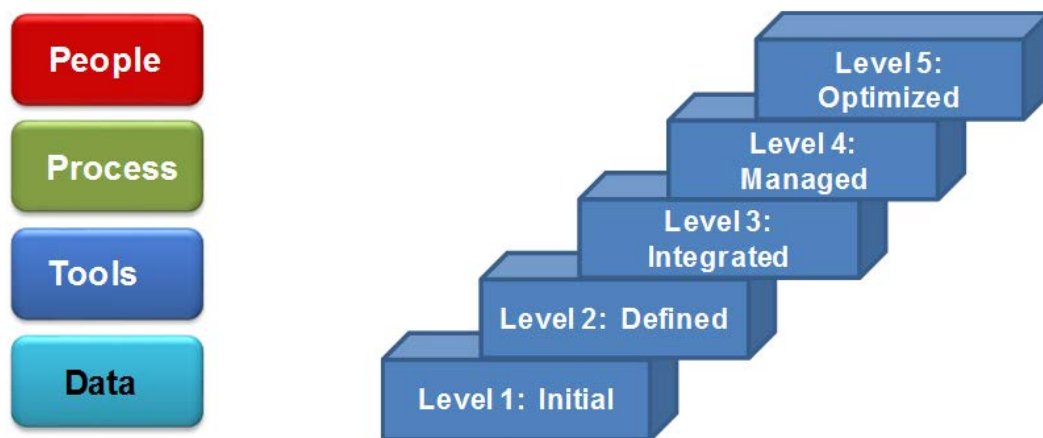 People
Process
Tools
Data
Level 5:
Optimized
Level 4:
Managed
Level 3:
Integrated
Level 2: Defined
Level 1: Initial